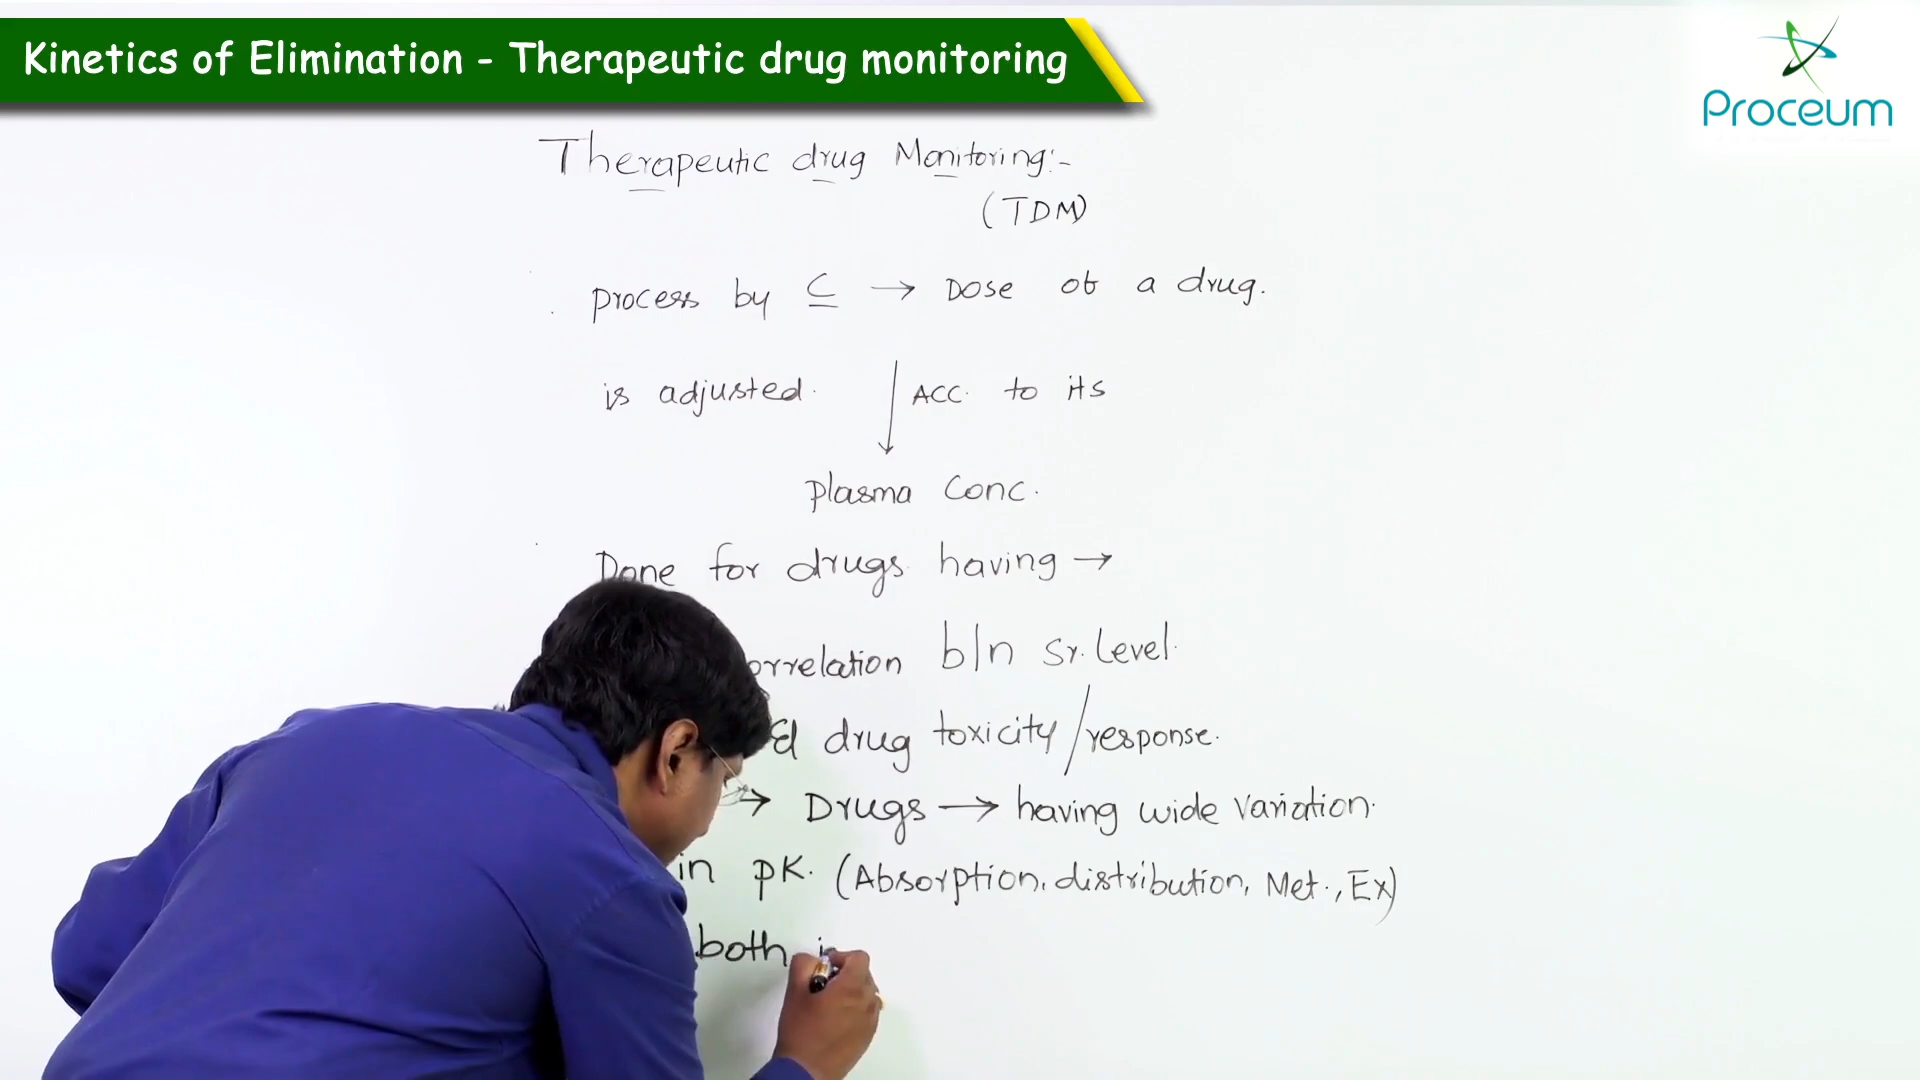 Kinetics of Elimination - Therapeutic drug monitoring
Proceum
Therapeutic drug Monitoring:-
(TDM)
process by C → Dose of a drug.
is adjusted. ACC. to its
plasma Conc.
Done for drugs having →
orrelation b/n Sr. Level.
& drug toxicity/response.
→ Drugs → having wide variation.
in pK. (Absorption, distribution, Met., Ex)
both i